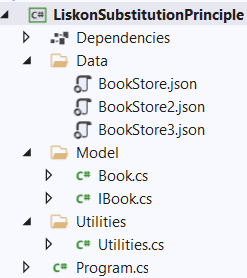 C# LiskonSubstitutionPrinciple
Dependencies
Data
BookStore.json
BookStore2.json
BookStore3.json
Model
C# Book.cs
C# IBook.cs
Utilities
C# Utilities.cs
C# Program.cs